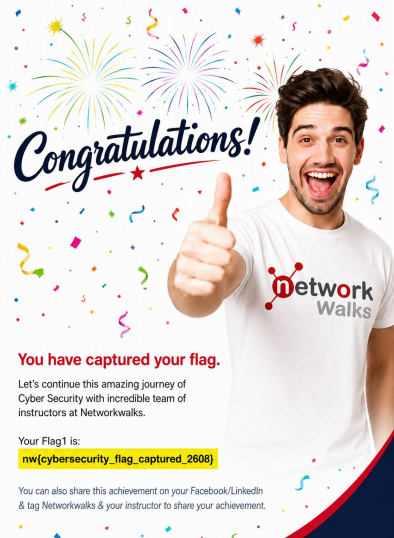 Congratulations!
network
Walks
You have captured your flag.
Let's continue this amazing journey of
Cyber Security with incredible team of
instructors at Networkwalks.
Your Flag1 is:
nw{cybersecurity_flag_captured_2608}
You can also share this achievement on your Facebook/LinkedIn
& tag Networkwalks & your instructor to share your achievement.